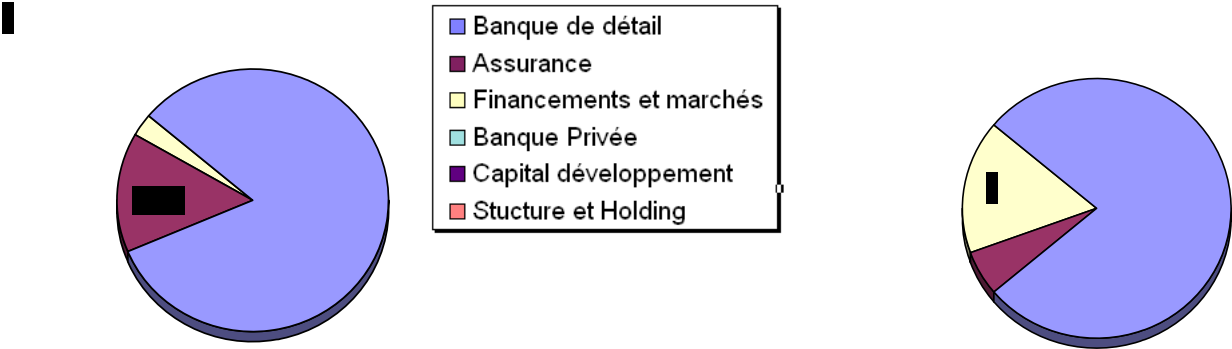 Banque de détail
Assurance
Financements et marchés
Banque Privée
Capital développement
Stucture et Holding